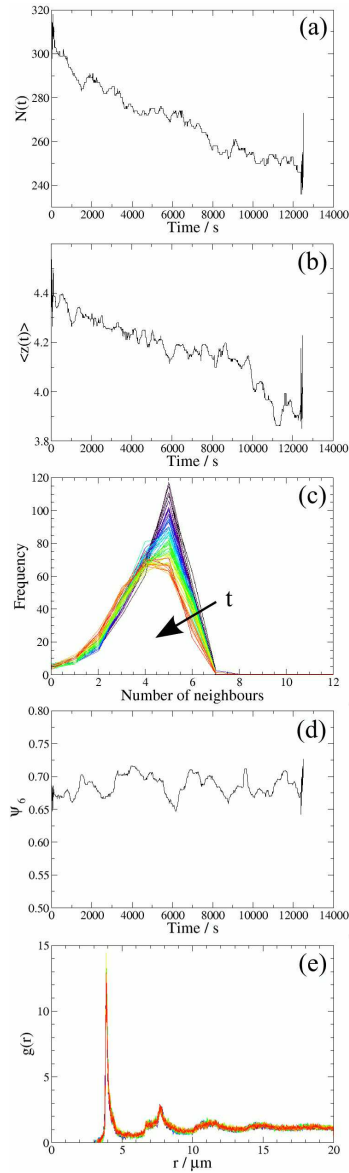 (a)
320
300
280
260
240
N(t)
0 2000 4000 6000 8000 10000 12000 14000
Time / s
(b)
4.4
4.2
4.0
3.8
<z(t)>
0 2000 4000 6000 8000 10000 12000 14000
Time / s
(c)
120
100
80
60
40
20
0
Frequency
t
0 2 4 6 8 10 12
Number of neighbours
(d)
0.80
0.75
0.70
0.65
0.60
0.55
0.50
Ψ6
0 2000 4000 6000 8000 10000 12000 14000
Time / s
(e)
15
10
5
0
g(r)
0 5 10 15 20
r / μm